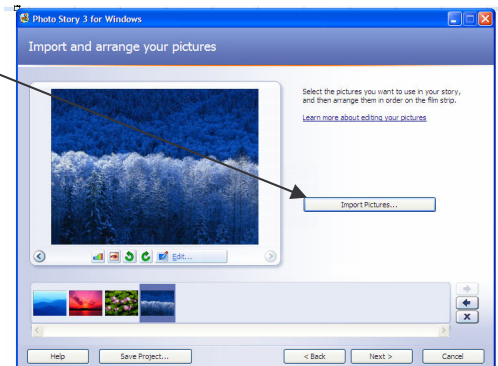 Photo Story 3 for Windows
Import and arrange your pictures
Select the pictures you want to use in your story,
and then arrange them in order on the film strip.
Learn more about editing your pictures
Import Pictures...
Edit...
Help
Save Project...
< Back
Next >
Cancel